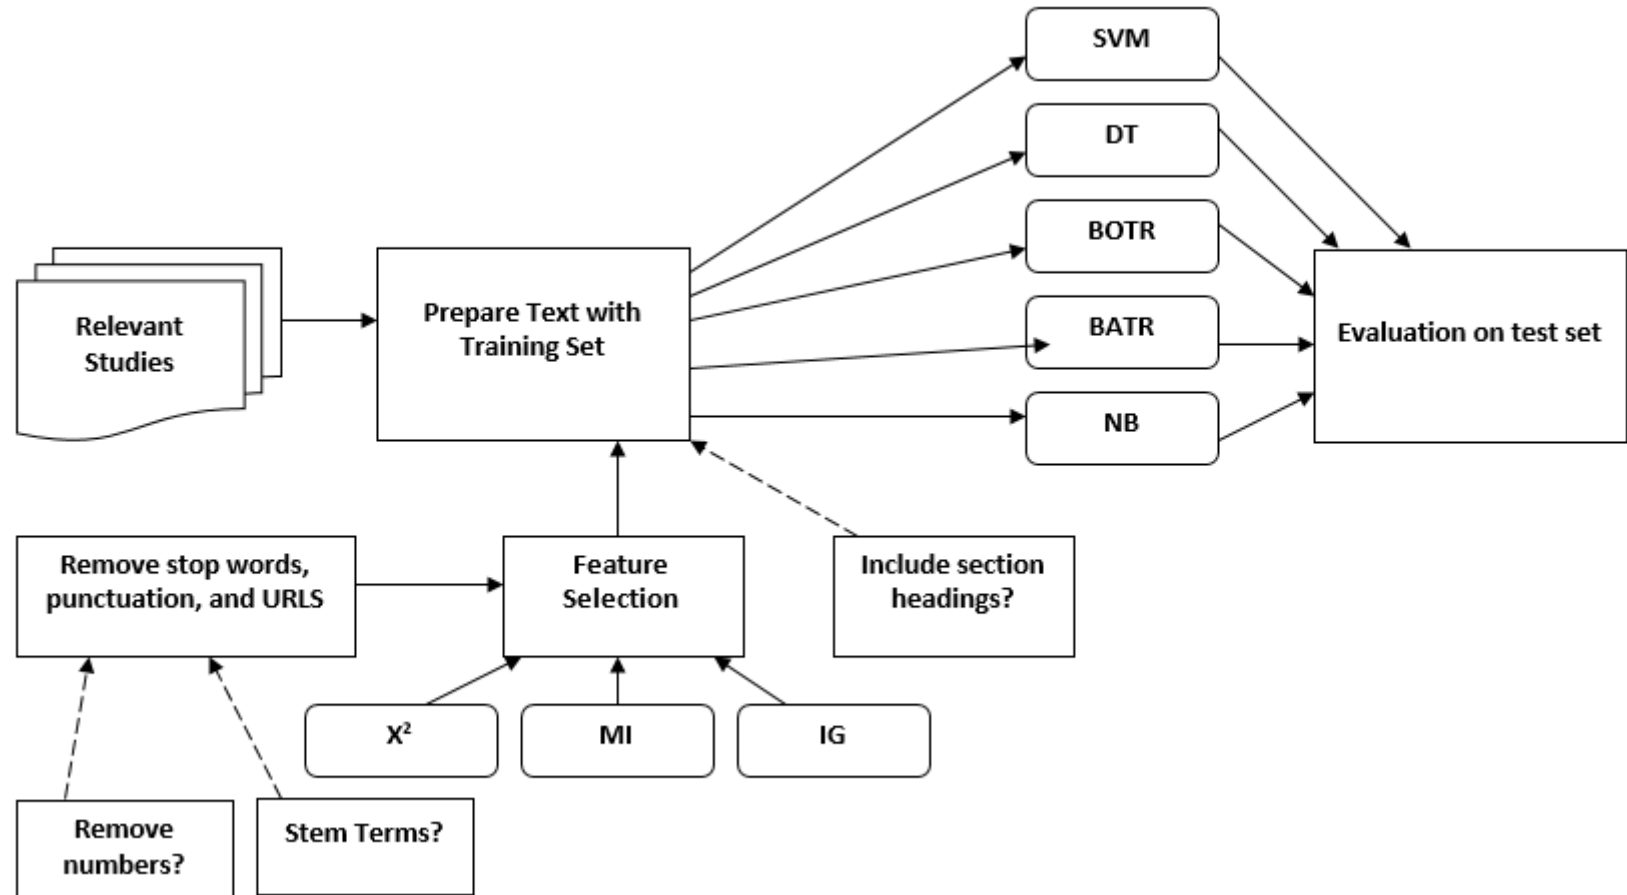 SVM
DT
BOTR
BATR
NB
Relevant
Studies
Prepare Text with
Training Set
Evaluation on test set
Remove stop words,
punctuation, and URLS
Feature
Selection
Include section
headings?
X²
MI
IG
Remove
numbers?
Stem Terms?